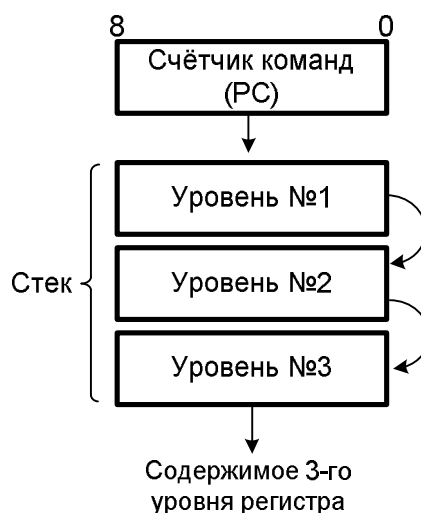 8 0
Счётчик команд
(PC)
Уровень №1
Стек
Уровень №2
Уровень №3
Содержимое 3-го
уровня регистра